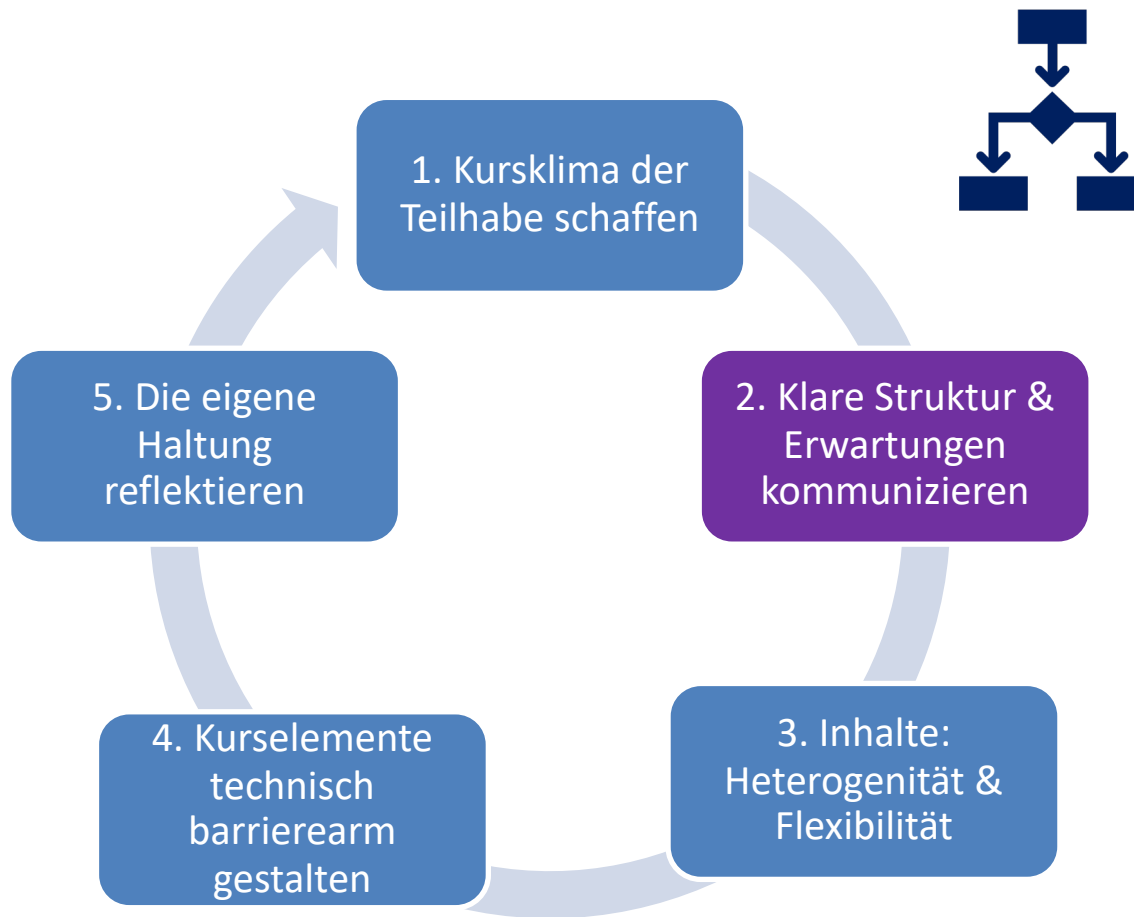 1. Kursklima der
Teilhabe schaffen
2. Klare Struktur &
Erwartungen
kommunizieren
3. Inhalte:
Heterogenität &
Flexibilität
4. Kurselemente
technisch
barrierearm
gestalten
5. Die eigene
Haltung
reflektieren